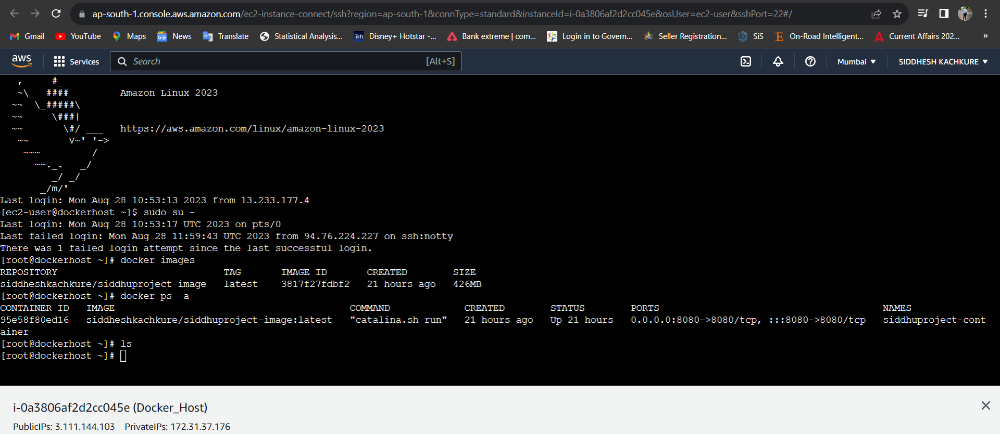 ap-south-1.console.aws.amazon.com/ec2-instance-connect/ssh?region=ap-south-1&connType=standard&instanceId=i-0a3806af2d2cc045e&osUser=ec2-user&sshPort=22#/
Gmail YouTube Maps News Translate Statistical Analysis... Disney+ Hotstar -... Bank extreme | com... Login in to Govern... Seller Registration... SiS On-Road Intelligent... Current Affairs 202... »
aws Services Search [Alt+S] Mumbai ▼ SIDDHESH KACHKURE ▼
   ,     #_
   ~\_  ####_        Amazon Linux 2023
  ~~  \_#####\
  ~~     \###|
  ~~       \#/ ___   https://aws.amazon.com/linux/amazon-linux-2023
   ~~       V~' '->
    ~~~         /
      ~~._.   _/
         _/ _/
       _/m/'
Last login: Mon Aug 28 10:53:13 2023 from 13.233.177.4
[ec2-user@dockerhost ~]$ sudo su -
Last login: Mon Aug 28 10:53:17 UTC 2023 on pts/0
Last failed login: Mon Aug 28 11:59:43 UTC 2023 from 94.76.224.227 on ssh:notty
There was 1 failed login attempt since the last successful login.
[root@dockerhost ~]# docker images
REPOSITORY                             TAG       IMAGE ID       CREATED        SIZE
siddheshkachkure/siddhuproject-image   latest    3817f27fdbf2   21 hours ago   426MB
[root@dockerhost ~]# docker ps -a
CONTAINER ID   IMAGE                                         COMMAND             CREATED        STATUS        PORTS                                       NAMES
95e58f80ed16   siddheshkachkure/siddhuproject-image:latest   "catalina.sh run"   21 hours ago   Up 21 hours   0.0.0.0:8080->8080/tcp, :::8080->8080/tcp   siddhuproject-cont
ainer
[root@dockerhost ~]# ls
[root@dockerhost ~]#
i-0a3806af2d2cc045e (Docker_Host)
PublicIPs: 3.111.144.103 PrivateIPs: 172.31.37.176